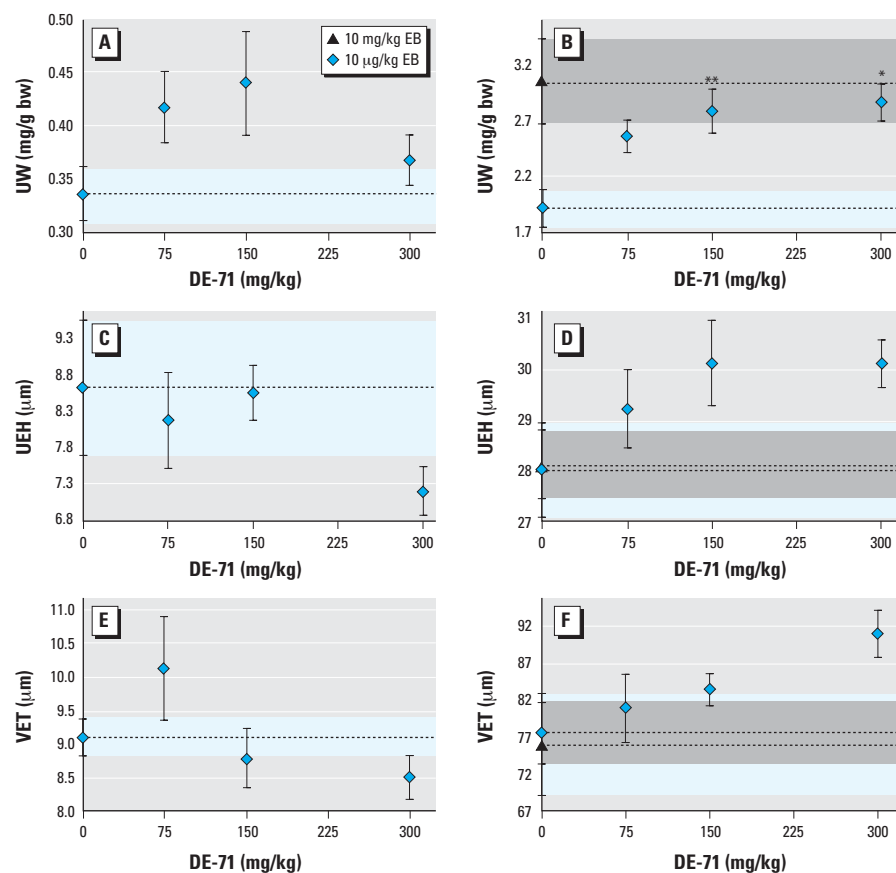 A
▲ 10 mg/kg EB
◆ 10 µg/kg EB
UW (mg/g bw)
0.50
0.45
0.40
0.35
0.30
0 75 150 225 300
DE-71 (mg/kg)
B
**
*
UW (mg/g bw)
3.2
2.7
2.2
1.7
0 75 150 225 300
DE-71 (mg/kg)
C
UEH (µm)
9.3
8.8
8.3
7.8
7.3
6.8
0 75 150 225 300
DE-71 (mg/kg)
D
UEH (µm)
31
30
29
28
27
0 75 150 225 300
DE-71 (mg/kg)
E
VET (µm)
11.0
10.5
10.0
9.5
9.0
8.5
8.0
0 75 150 225 300
DE-71 (mg/kg)
F
VET (µm)
92
87
82
77
72
67
0 75 150 225 300
DE-71 (mg/kg)